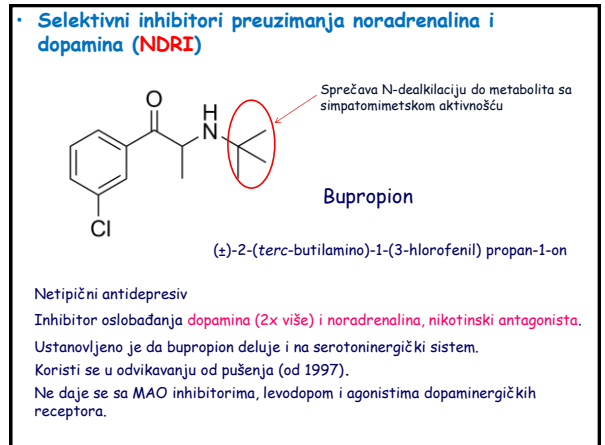 • Selektivni inhibitori preuzimanja noradrenalina i
dopamina (NDRI)
Sprečava N-dealkilaciju do metabolita sa
simpatomimetskom aktivnošću
O
H
N
Cl
Bupropion
(±)-2-(terc-butilamino)-1-(3-hlorofenil) propan-1-on
Netipični antidepresiv
Inhibitor oslobađanja dopamina (2x više) i noradrenalina, nikotinski antagonista.
Ustanovljeno je da bupropion deluje i na serotoninergički sistem.
Koristi se u odvikavanju od pušenja (od 1997).
Ne daje se sa MAO inhibitorima, levodopom i agonistima dopaminergičkih
receptora.